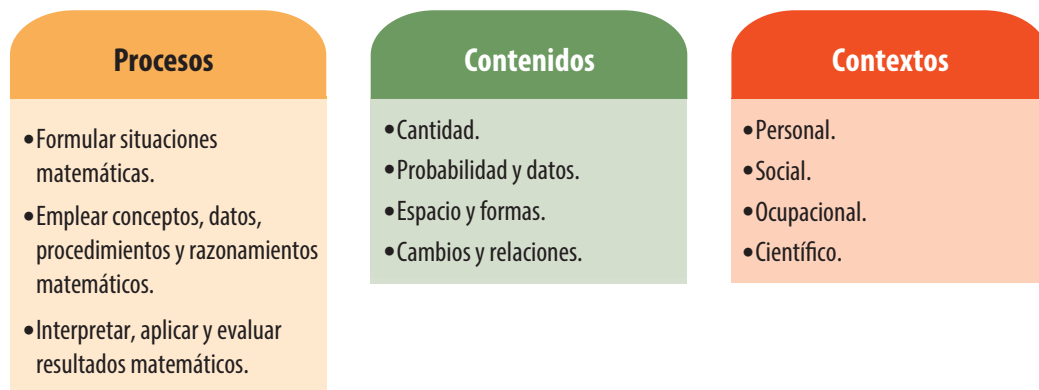 Procesos
•Formular situaciones
matemáticas.
•Emplear conceptos, datos,
procedimientos y razonamientos
matemáticos.
•Interpretar, aplicar y evaluar
resultados matemáticos.
Contenidos
•Cantidad.
•Probabilidad y datos.
•Espacio y formas.
•Cambios y relaciones.
Contextos
•Personal.
•Social.
•Ocupacional.
•Científico.